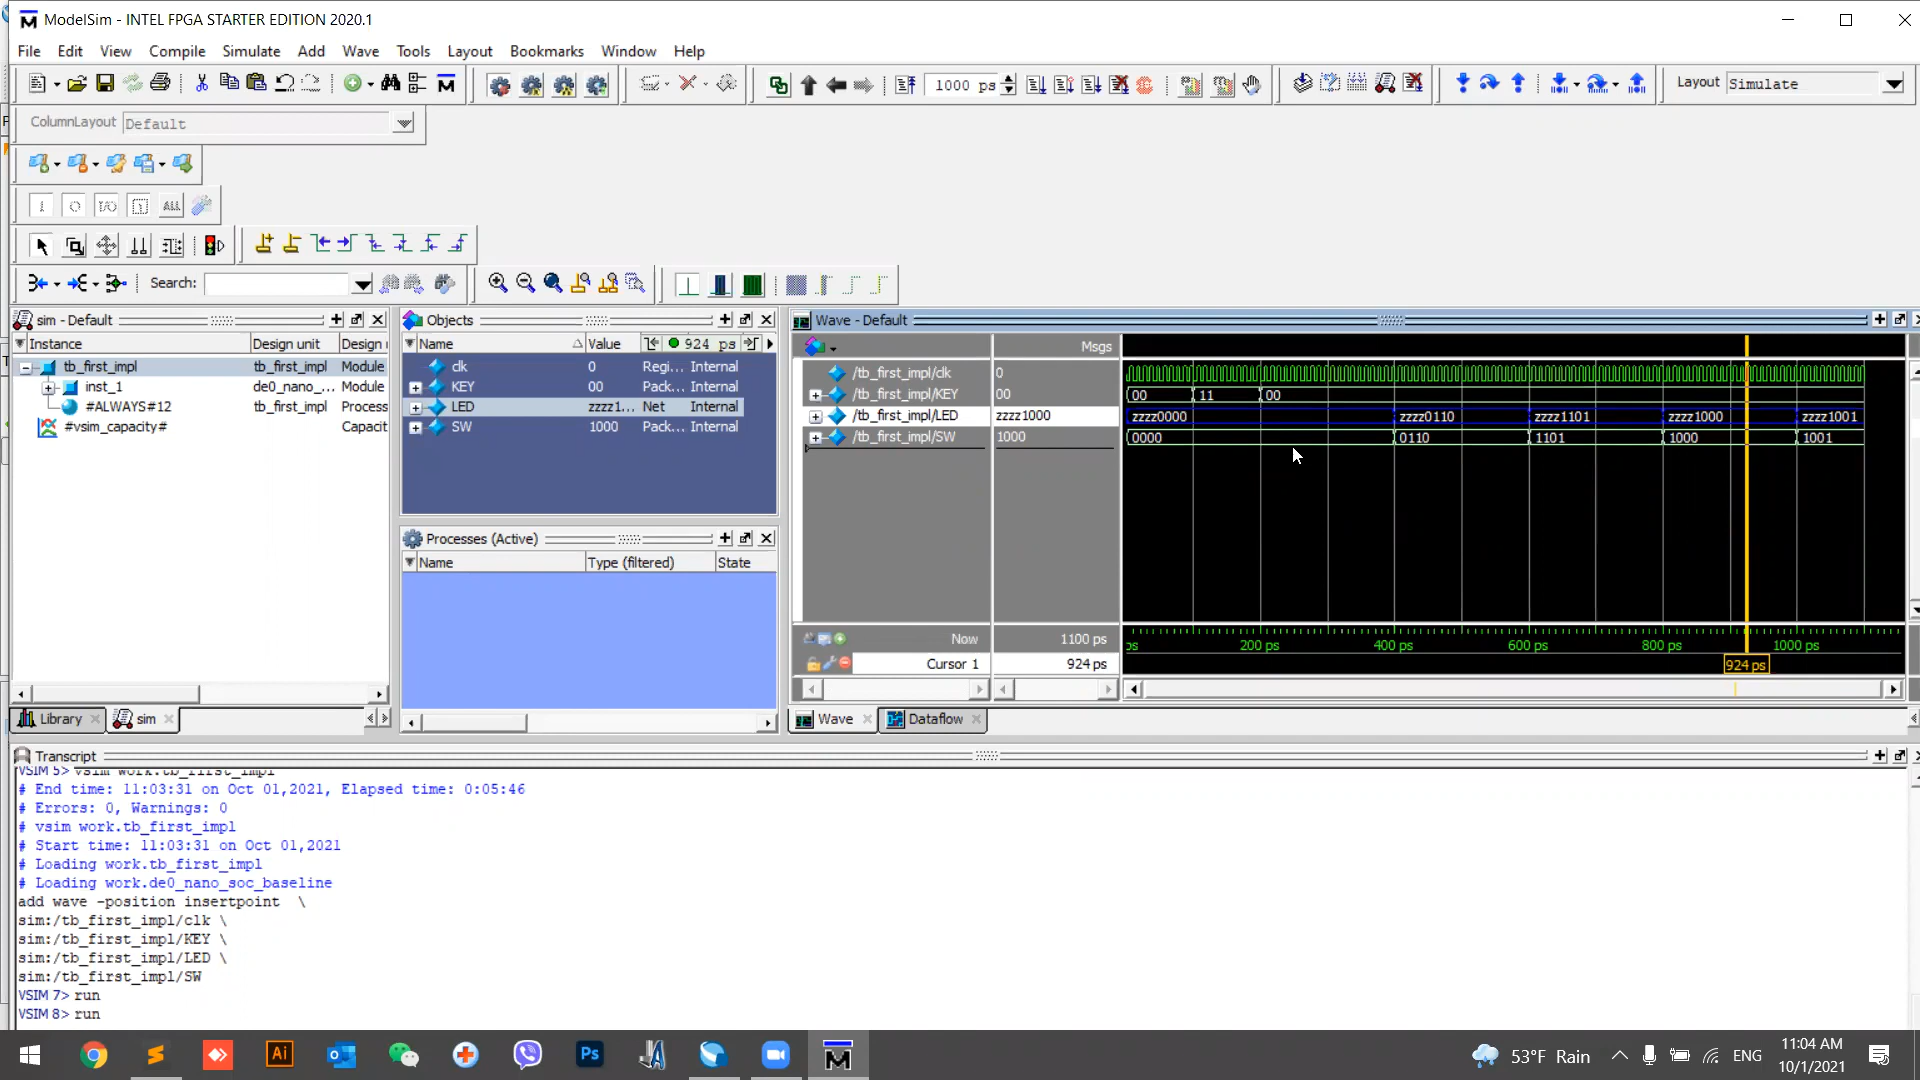 ModelSim - INTEL FPGA STARTER EDITION 2020.1
File Edit View Compile Simulate Add Wave Tools Layout Bookmarks Window Help
1000 ps
Layout Simulate
ColumnLayout Default
I/O ALL
Search:
sim - Default
Instance Design unit Design
tb_first_impl tb_first_impl Module
inst_1 de0_nano_... Module
#ALWAYS#12 tb_first_impl Process
#vsim_capacity# Capacit
Library sim
Objects
Name Value 924 ps
clk 0 Regi... Internal
KEY 00 Pack... Internal
LED zzzz1... Net Internal
SW 1000 Pack... Internal
Processes (Active)
Name Type (filtered) State
Wave - Default
Msgs
/tb_first_impl/clk 0
/tb_first_impl/KEY 00 00 11 00
/tb_first_impl/LED zzzz1000 zzzz0000 zzzz0110 zzzz1101 zzzz1000 zzzz1001
/tb_first_impl/SW 1000 0000 0110 1101 1000 1001
Now 1100 ps ps 200 ps 400 ps 600 ps 800 ps 1000 ps
Cursor 1 924 ps 924 ps
Wave Dataflow
Transcript
VSIM 5> vsim work.tb_first_impl
# End time: 11:03:31 on Oct 01,2021, Elapsed time: 0:05:46
# Errors: 0, Warnings: 0
# vsim work.tb_first_impl
# Start time: 11:03:31 on Oct 01,2021
# Loading work.tb_first_impl
# Loading work.de0_nano_soc_baseline
add wave -position insertpoint \
sim:/tb_first_impl/clk \
sim:/tb_first_impl/KEY \
sim:/tb_first_impl/LED \
sim:/tb_first_impl/SW
VSIM 7> run
VSIM 8> run
Ai Ps
53°F Rain ENG 11:04 AM
10/1/2021